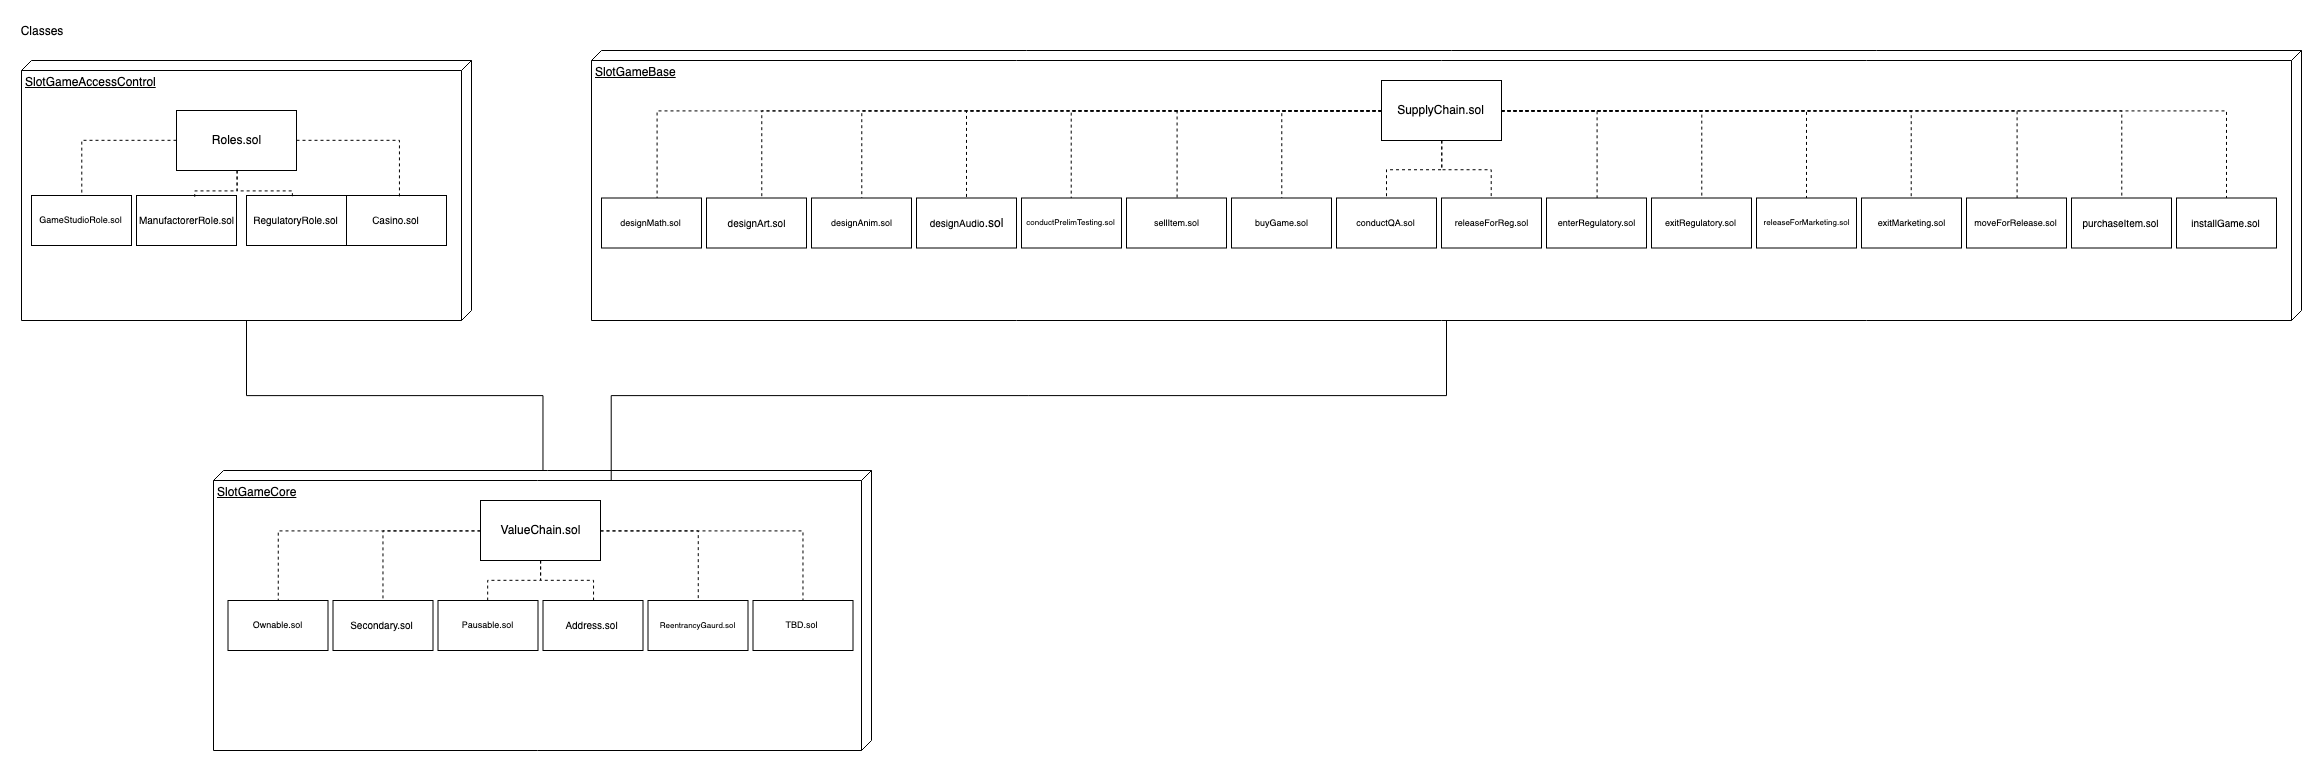 Classes
SlotGameAccessControl
Roles.sol
GameStudioRole.sol
ManufactorerRole.sol
RegulatoryRole.sol
Casino.sol
SlotGameBase
SupplyChain.sol
designMath.sol
designArt.sol
designAnim.sol
designAudio.sol
conductPrelimTesting.sol
sellItem.sol
buyGame.sol
conductQA.sol
releaseForReg.sol
enterRegulatory.sol
exitRegulatory.sol
releaseForMarketing.sol
exitMarketing.sol
moveForRelease.sol
purchaseItem.sol
installGame.sol
SlotGameCore
ValueChain.sol
Ownable.sol
Secondary.sol
Pausable.sol
Address.sol
ReentrancyGaurd.sol
TBD.sol